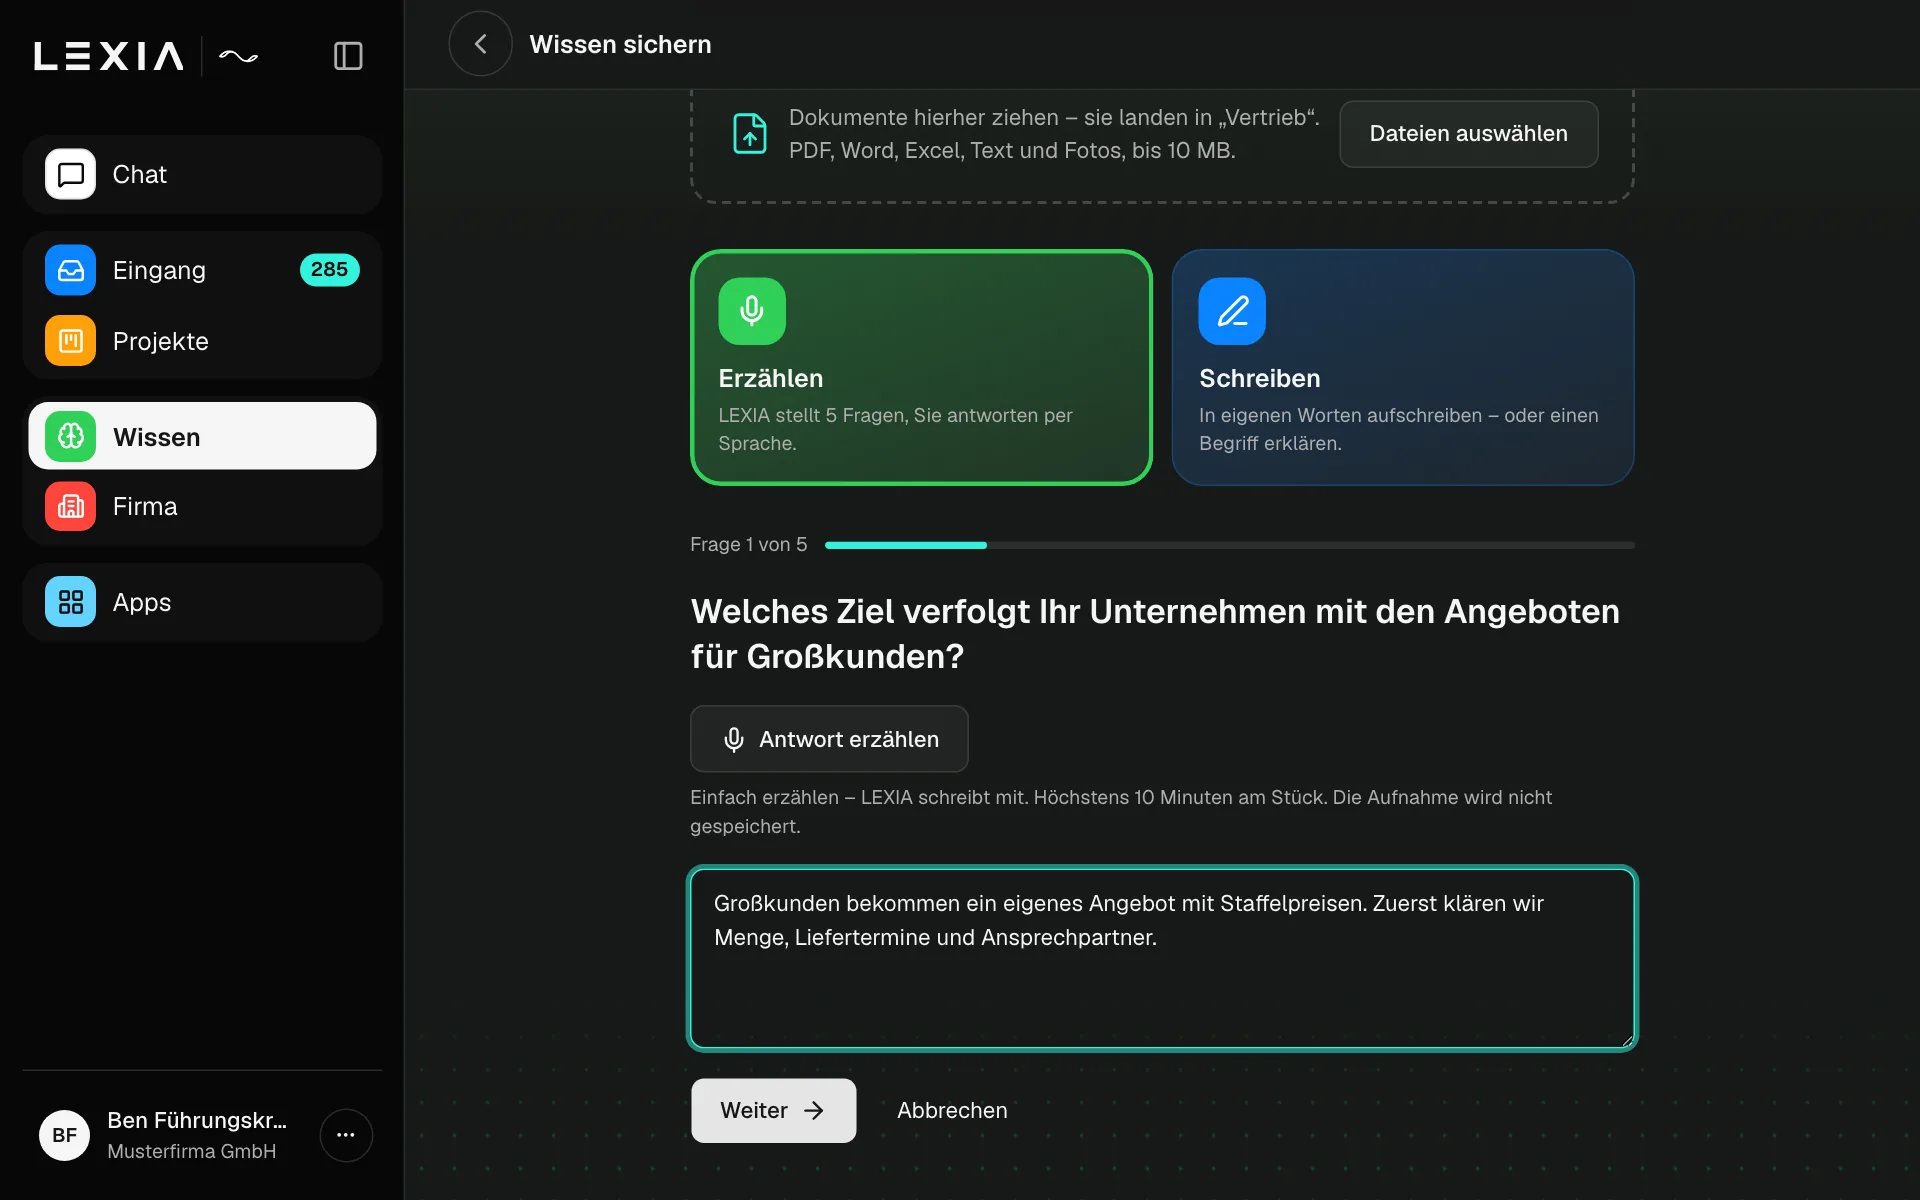 LEXIA
Chat
Eingang 285
Projekte
Wissen
Firma
Apps
BF
Ben Führungskr...
Musterfirma GmbH
Wissen sichern
Dokumente hierher ziehen – sie landen in „Vertrieb“.
PDF, Word, Excel, Text und Fotos, bis 10 MB.
Dateien auswählen
Erzählen
LEXIA stellt 5 Fragen, Sie antworten per
Sprache.
Schreiben
In eigenen Worten aufschreiben – oder einen
Begriff erklären.
Frage 1 von 5
Welches Ziel verfolgt Ihr Unternehmen mit den Angeboten
für Großkunden?
Antwort erzählen
Einfach erzählen – LEXIA schreibt mit. Höchstens 10 Minuten am Stück. Die Aufnahme wird nicht
gespeichert.
Großkunden bekommen ein eigenes Angebot mit Staffelpreisen. Zuerst klären wir
Menge, Liefertermine und Ansprechpartner.
Weiter
Abbrechen